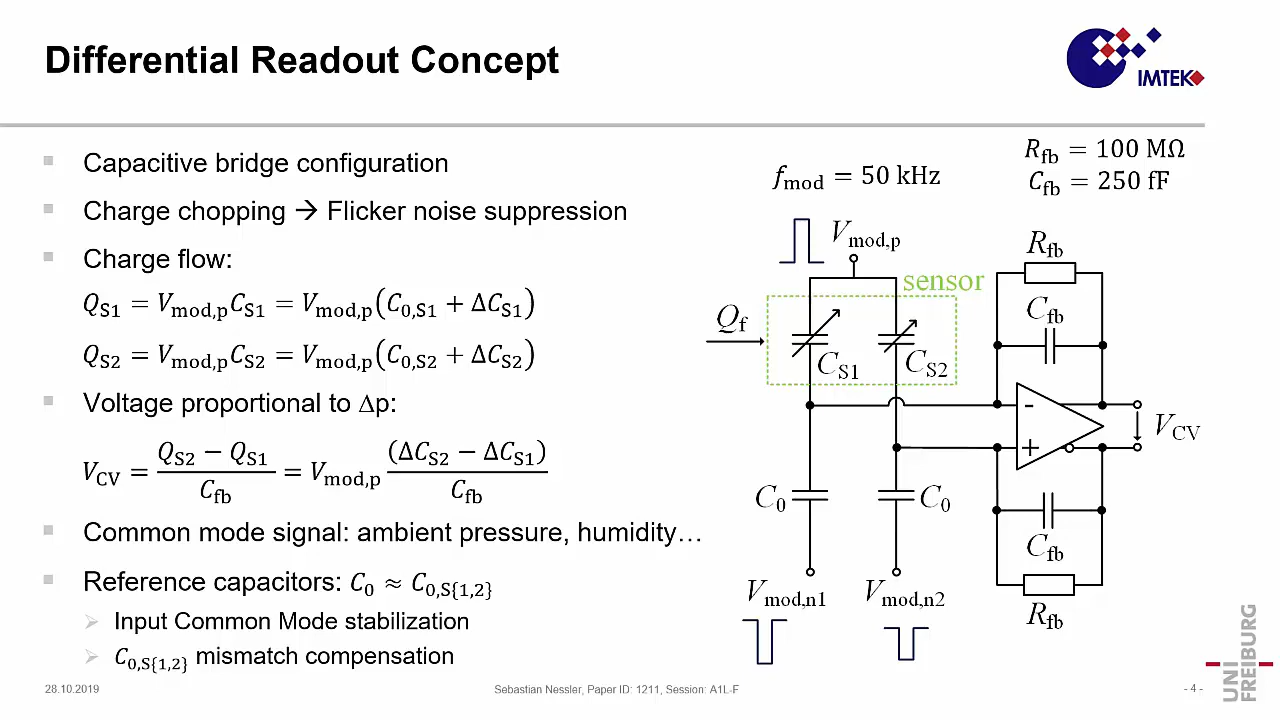 Differential Readout Concept
IMTEK
Capacitive bridge configuration
Charge chopping → Flicker noise suppression
Charge flow:
Q_S1 = V_mod,p C_S1 = V_mod,p (C_0,S1 + ΔC_S1)
Q_S2 = V_mod,p C_S2 = V_mod,p (C_0,S2 + ΔC_S2)
Voltage proportional to Δp:
V_CV = (Q_S2 − Q_S1) / C_fb = V_mod,p (ΔC_S2 − ΔC_S1) / C_fb
Common mode signal: ambient pressure, humidity…
Reference capacitors: C_0 ≈ C_0,S{1,2}
Input Common Mode stabilization
C_0,S{1,2} mismatch compensation
f_mod = 50 kHz
R_fb = 100 MΩ
C_fb = 250 fF
V_mod,p
sensor
Q_f
C_S1
C_S2
R_fb
C_fb
-
+
V_CV
C_0
C_0
C_fb
R_fb
V_mod,n1
V_mod,n2
UNI
FREIBURG
28.10.2019
Sebastian Nessler, Paper ID: 1211, Session: A1L-F
- 4 -